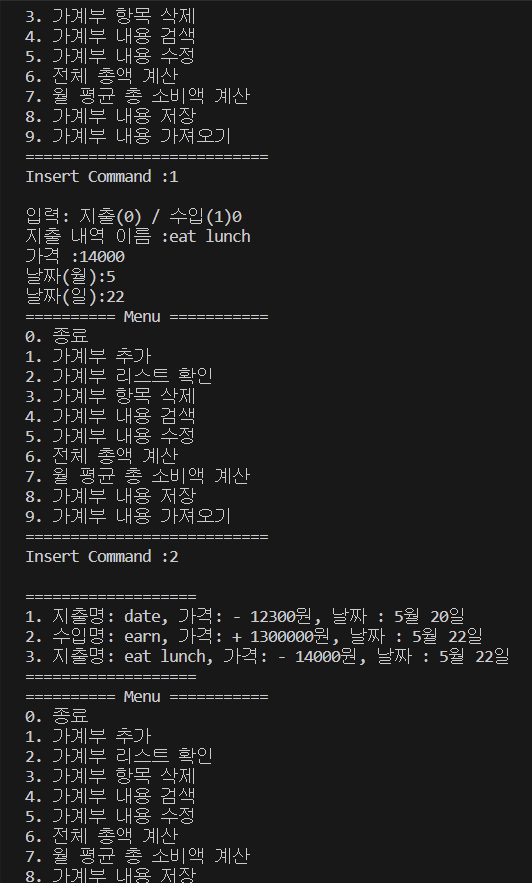 3. 가계부 항목 삭제
4. 가계부 내용 검색
5. 가계부 내용 수정
6. 전체 총액 계산
7. 월 평균 총 소비액 계산
8. 가계부 내용 저장
9. 가계부 내용 가져오기
===========================
Insert Command :1
입력: 지출(0) / 수입(1)0
지출 내역 이름 :eat lunch
가격 :14000
날짜(월):5
날짜(일):22
========== Menu ===========
0. 종료
1. 가계부 추가
2. 가계부 리스트 확인
3. 가계부 항목 삭제
4. 가계부 내용 검색
5. 가계부 내용 수정
6. 전체 총액 계산
7. 월 평균 총 소비액 계산
8. 가계부 내용 저장
9. 가계부 내용 가져오기
===========================
Insert Command :2
===================
1. 지출명: date, 가격: - 12300원, 날짜 : 5월 20일
2. 수입명: earn, 가격: + 1300000원, 날짜 : 5월 22일
3. 지출명: eat lunch, 가격: - 14000원, 날짜 : 5월 22일
===================
========== Menu ===========
0. 종료
1. 가계부 추가
2. 가계부 리스트 확인
3. 가계부 항목 삭제
4. 가계부 내용 검색
5. 가계부 내용 수정
6. 전체 총액 계산
7. 월 평균 총 소비액 계산
8. 가계부 내용 저장